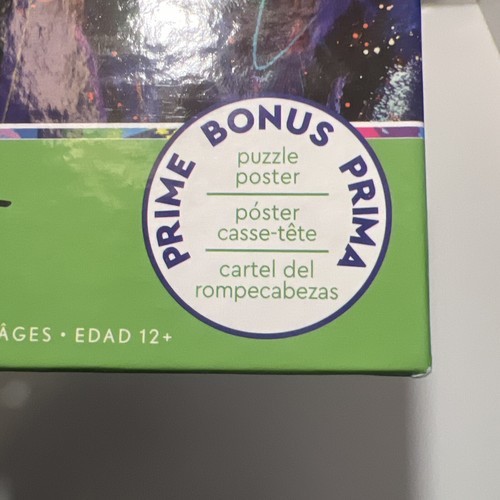 PRIME BONUS PRIMA
puzzle
poster
póster
casse-tête
cartel del
rompecabezas
ÂGES • EDAD 12+